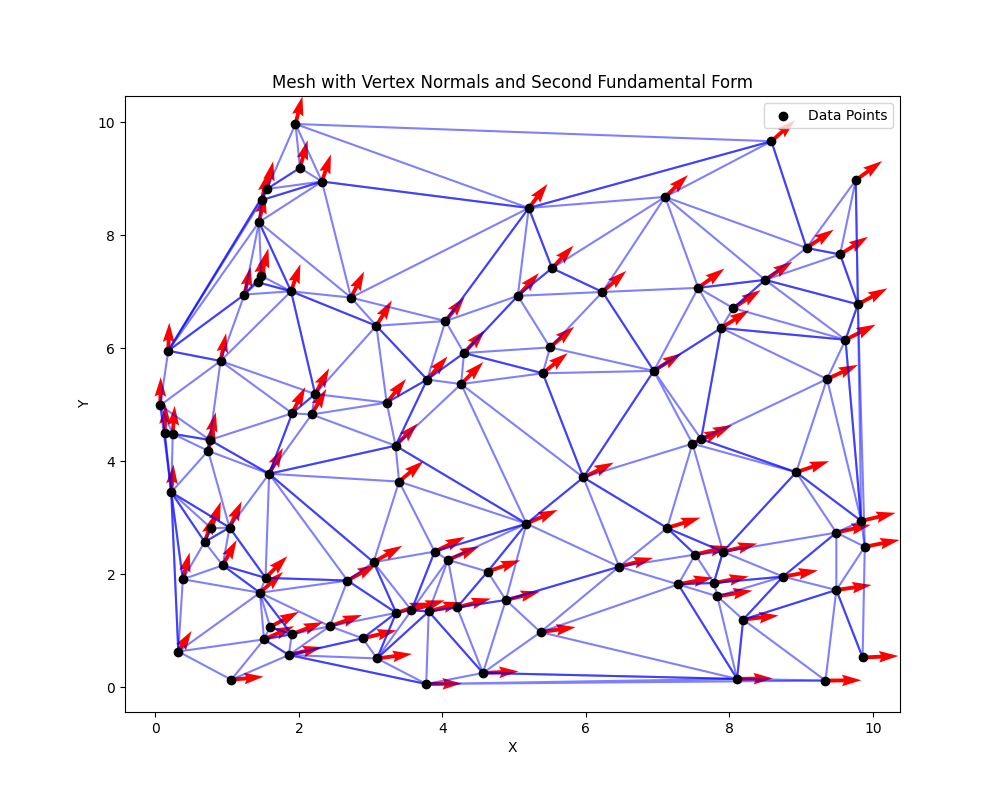 Mesh with Vertex Normals and Second Fundamental Form
Data Points
10
8
6
4
2
0
Y
0 2 4 6 8 10
X